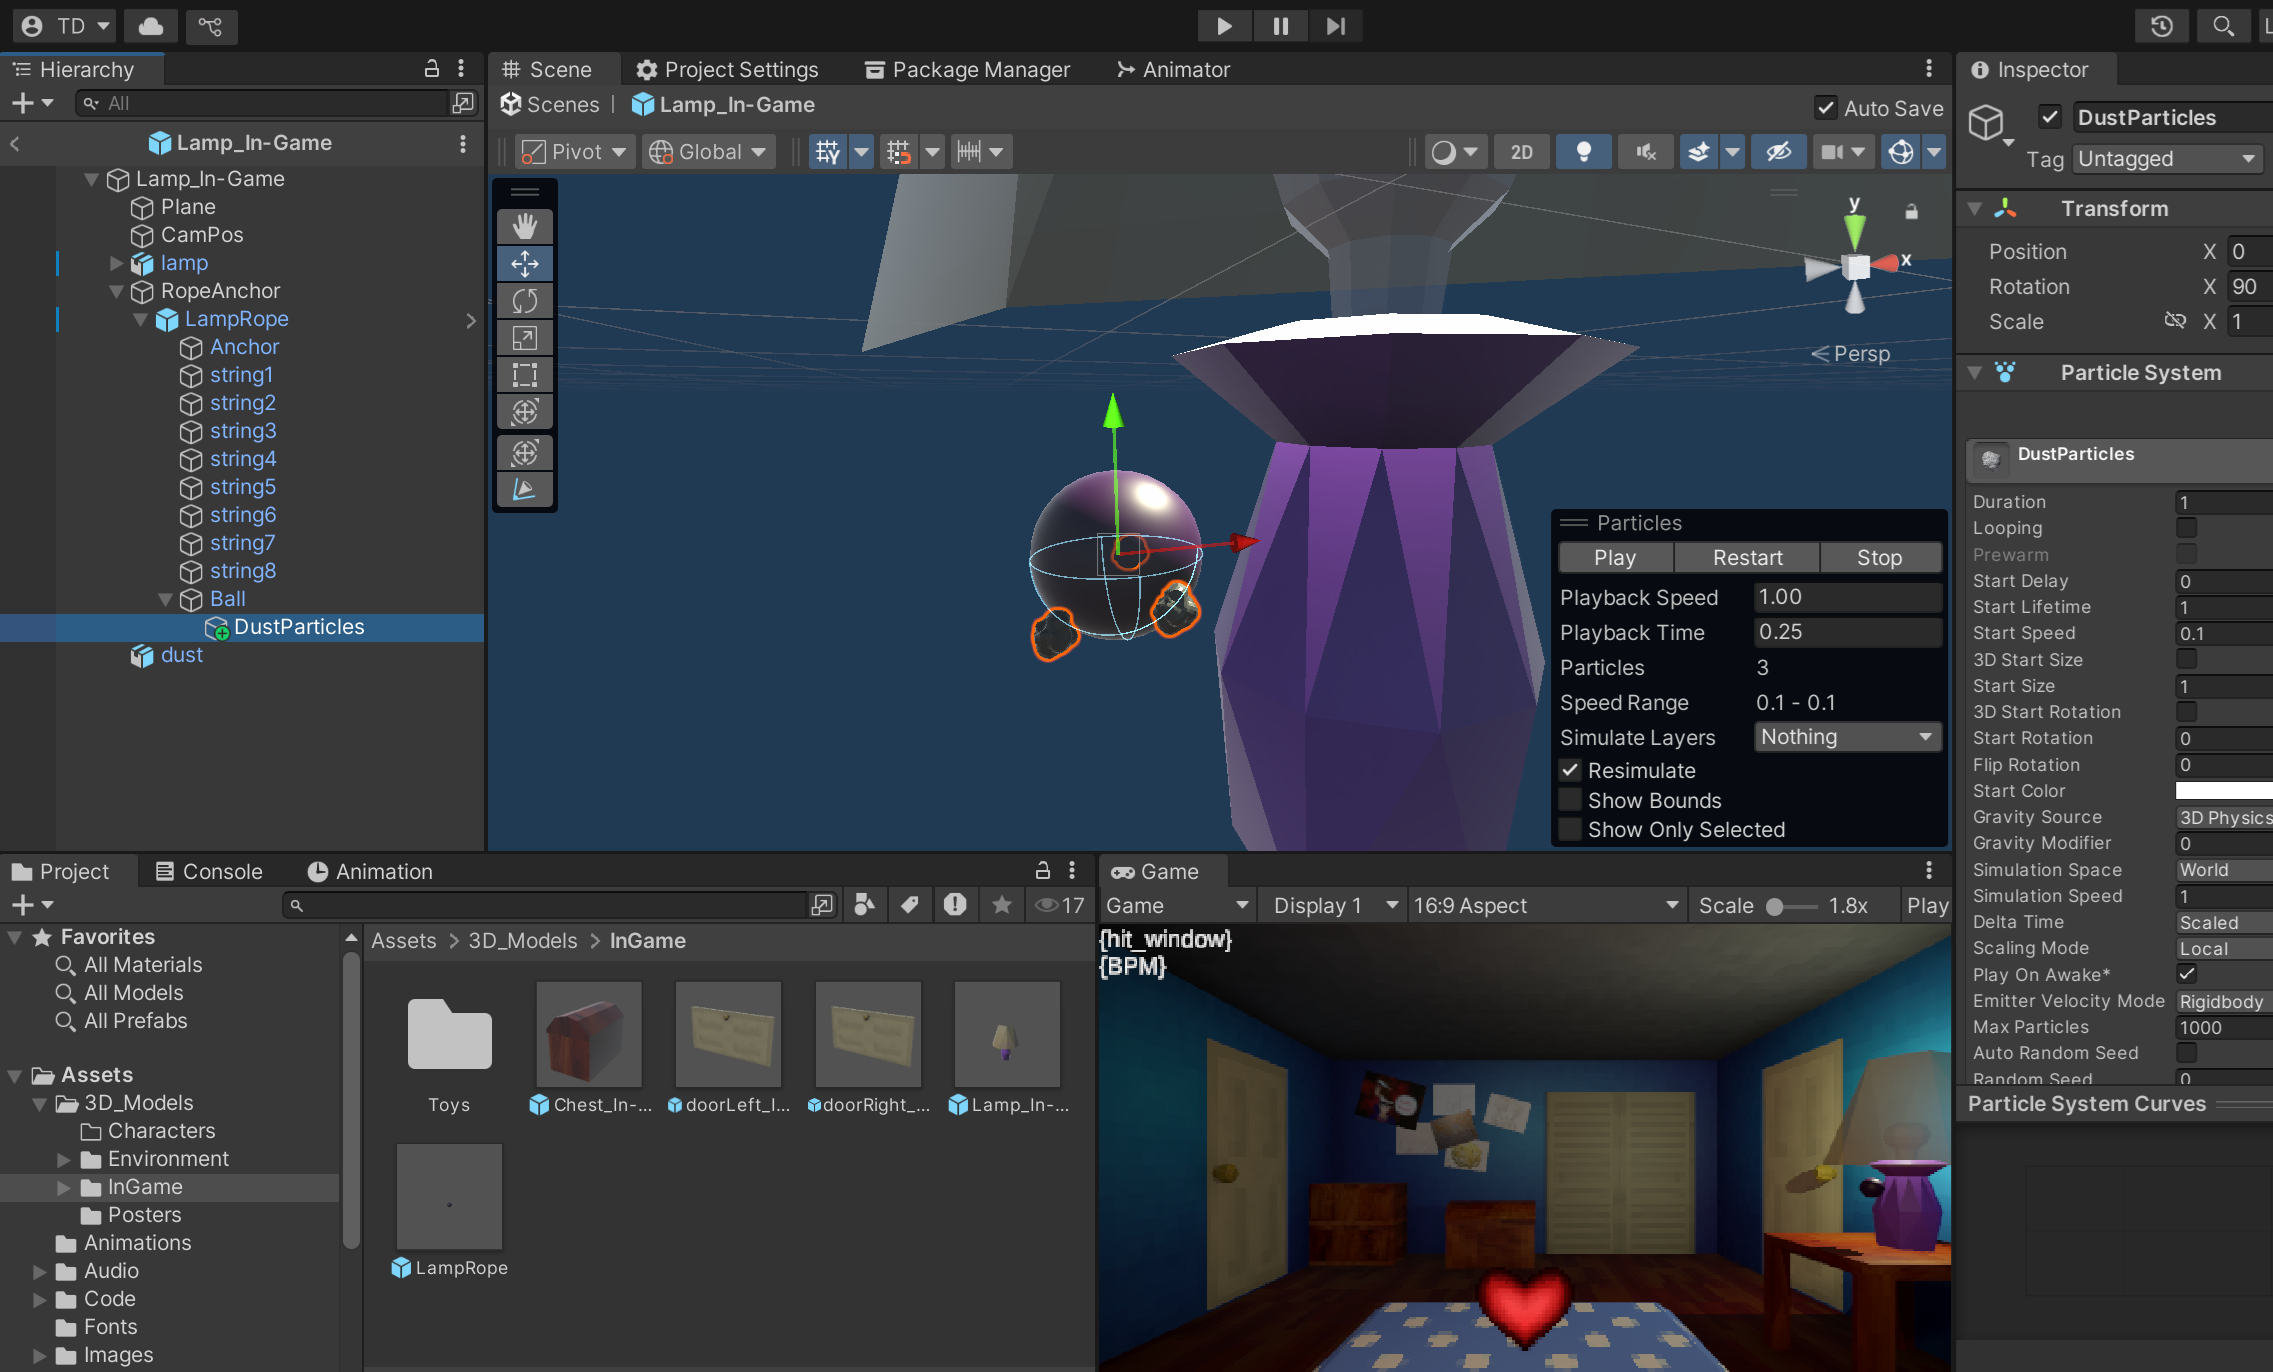 TD
L
Hierarchy
All
Lamp_In-Game
Lamp_In-Game
Plane
CamPos
lamp
RopeAnchor
LampRope
Anchor
string1
string2
string3
string4
string5
string6
string7
string8
Ball
DustParticles
dust
Scene
Project Settings
Package Manager
Animator
Scenes
Lamp_In-Game
Auto Save
Pivot
Global
2D
y
x
Persp
Particles
Play
Restart
Stop
Playback Speed 1.00
Playback Time 0.25
Particles 3
Speed Range 0.1 - 0.1
Simulate Layers Nothing
Resimulate
Show Bounds
Show Only Selected
Inspector
DustParticles
Tag Untagged
Transform
Position X 0
Rotation X 90
Scale X 1
Particle System
DustParticles
Duration 1
Looping
Prewarm
Start Delay 0
Start Lifetime 1
Start Speed 0.1
3D Start Size
Start Size 1
3D Start Rotation
Start Rotation 0
Flip Rotation 0
Start Color
Gravity Source 3D Physics
Gravity Modifier 0
Simulation Space World
Simulation Speed 1
Delta Time Scaled
Scaling Mode Local
Play On Awake*
Emitter Velocity Mode Rigidbody
Max Particles 1000
Auto Random Seed
Random Seed 0
Particle System Curves
Project
Console
Animation
17
Favorites
All Materials
All Models
All Prefabs
Assets
3D_Models
Characters
Environment
InGame
Posters
Animations
Audio
Code
Fonts
Images
Assets > 3D_Models > InGame
Toys
Chest_In-...
doorLeft_I...
doorRight_...
Lamp_In-...
LampRope
Game
Game
Display 1
16:9 Aspect
Scale 1.8x
Play
{hit_window}
{BPM}